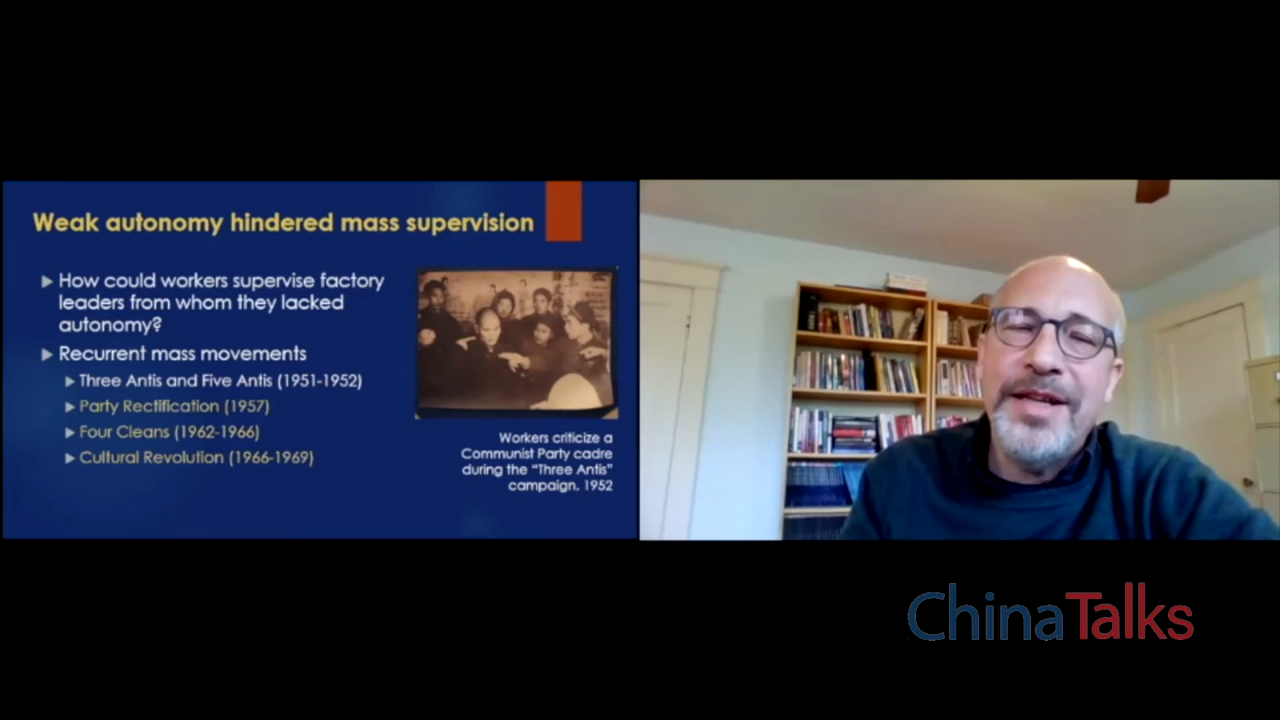 Weak autonomy hindered mass supervision
How could workers supervise factory
leaders from whom they lacked
autonomy?
Recurrent mass movements
Three Antis and Five Antis (1951-1952)
Party Rectification (1957)
Four Cleans (1962-1966)
Cultural Revolution (1966-1969)
Workers criticize a
Communist Party cadre
during the “Three Antis”
campaign, 1952
ChinaTalks